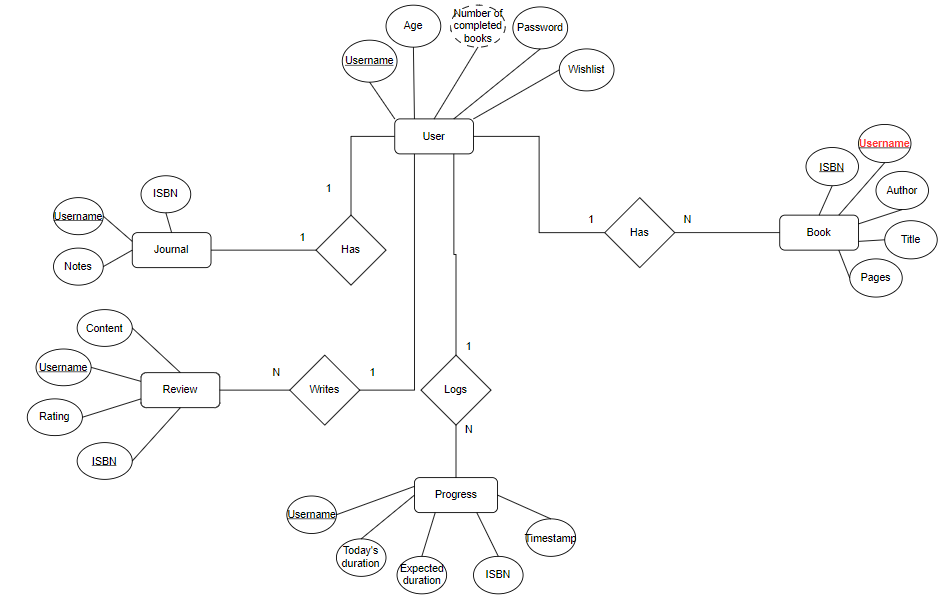 Age
Number of
completed
books
Password
Username
Wishlist
User
Username
ISBN
Author
ISBN
1
Username
1
N
Has
Book
Title
1
Journal
Has
Notes
Pages
Content
1
Username
N
1
Review
Writes
Logs
Rating
N
ISBN
Progress
Username
Timestamp
Today's
duration
Expected
duration
ISBN